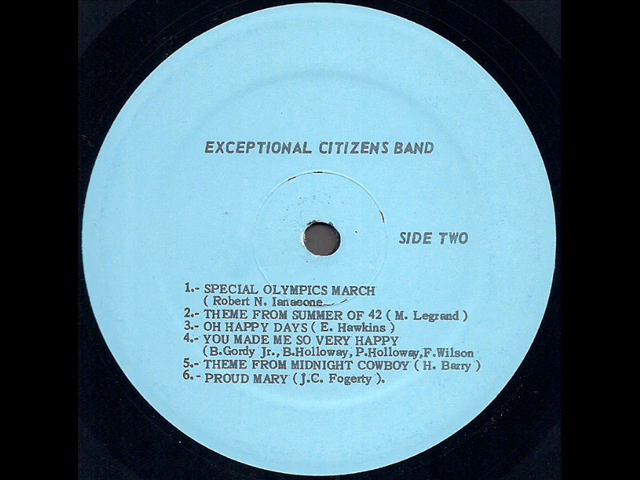 EXCEPTIONAL CITIZENS BAND
SIDE TWO
1.- SPECIAL OLYMPICS MARCH
( Robert N. Ianacone )
2.- THEME FROM SUMMER OF 42 ( M. Legrand )
3.- OH HAPPY DAYS ( E. Hawkins )
4.- YOU MADE ME SO VERY HAPPY
(B.Gordy Jr., B.Holloway, P.Holloway, F.Wilson
5.- THEME FROM MIDNIGHT COWBOY ( H. Barry )
6.- PROUD MARY ( J.C. Fogerty ).